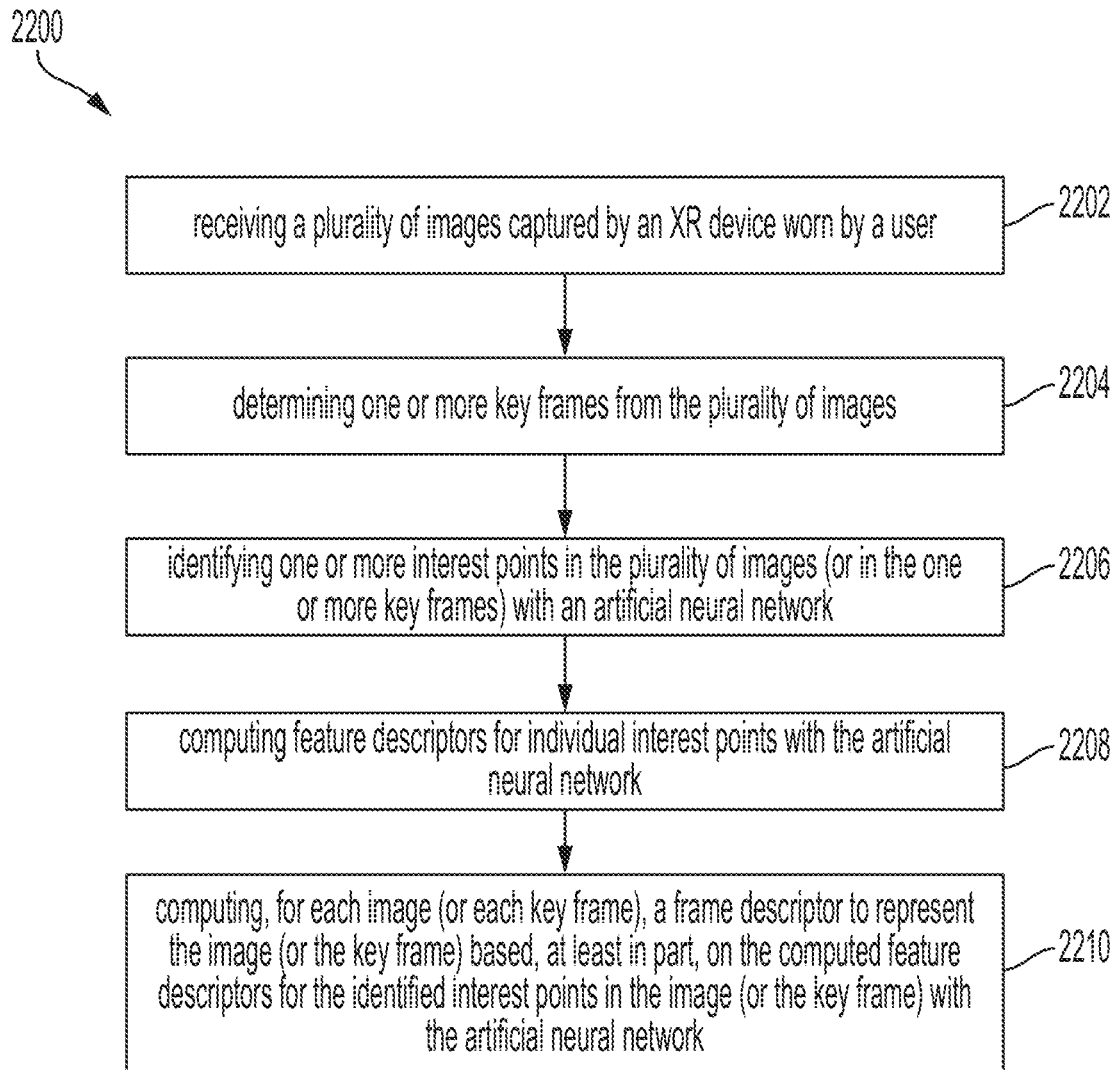 2200
receiving a plurality of images captured by an XR device worn by a user
2202
determining one or more key frames from the plurality of images
2204
identifying one or more interest points in the plurality of images (or in the one
or more key frames) with an artificial neural network
2206
computing feature descriptors for individual interest points with the artificial
neural network
2208
computing, for each image (or each key frame), a frame descriptor to represent
the image (or the key frame) based, at least in part, on the computed feature
descriptors for the identified interest points in the image (or the key frame) with
the artificial neural network
2210